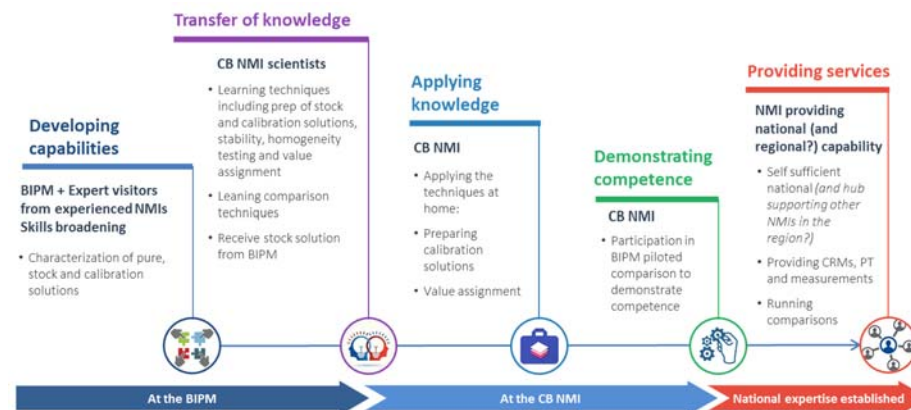 Developing
capabilities
BIPM + Expert visitors
from experienced NMIs
Skills broadening
• Characterization of pure,
stock and calibration
solutions
Transfer of knowledge
CB NMI scientists
• Learning techniques
including prep of stock
and calibration solutions,
stability, homogeneity
testing and value
assignment
• Leaning comparison
techniques
• Receive stock solution
from BIPM
Applying
knowledge
CB NMI
• Applying the
techniques at
home:
• Preparing
calibration
solutions
• Value assignment
Demonstrating
competence
CB NMI
• Participation in
BIPM piloted
comparison to
demonstrate
competence
Providing services
NMI providing
national (and
regional?) capability
• Self sufficient
national (and hub
supporting other
NMIs in the
region?)
• Providing CRMs, PT
and measurements
• Running
comparisons
At the BIPM
At the CB NMI
National expertise established